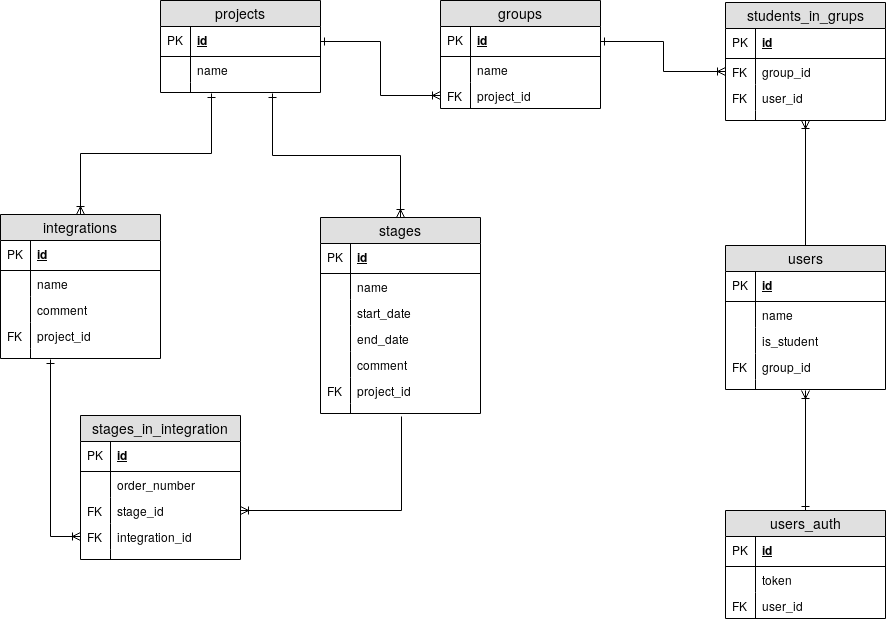 projects
PK id
name
groups
PK id
name
FK project_id
students_in_grups
PK id
FK group_id
FK user_id
integrations
PK id
name
comment
FK project_id
stages
PK id
name
start_date
end_date
comment
FK project_id
users
PK id
name
is_student
FK group_id
stages_in_integration
PK id
order_number
FK stage_id
FK integration_id
users_auth
PK id
token
FK user_id